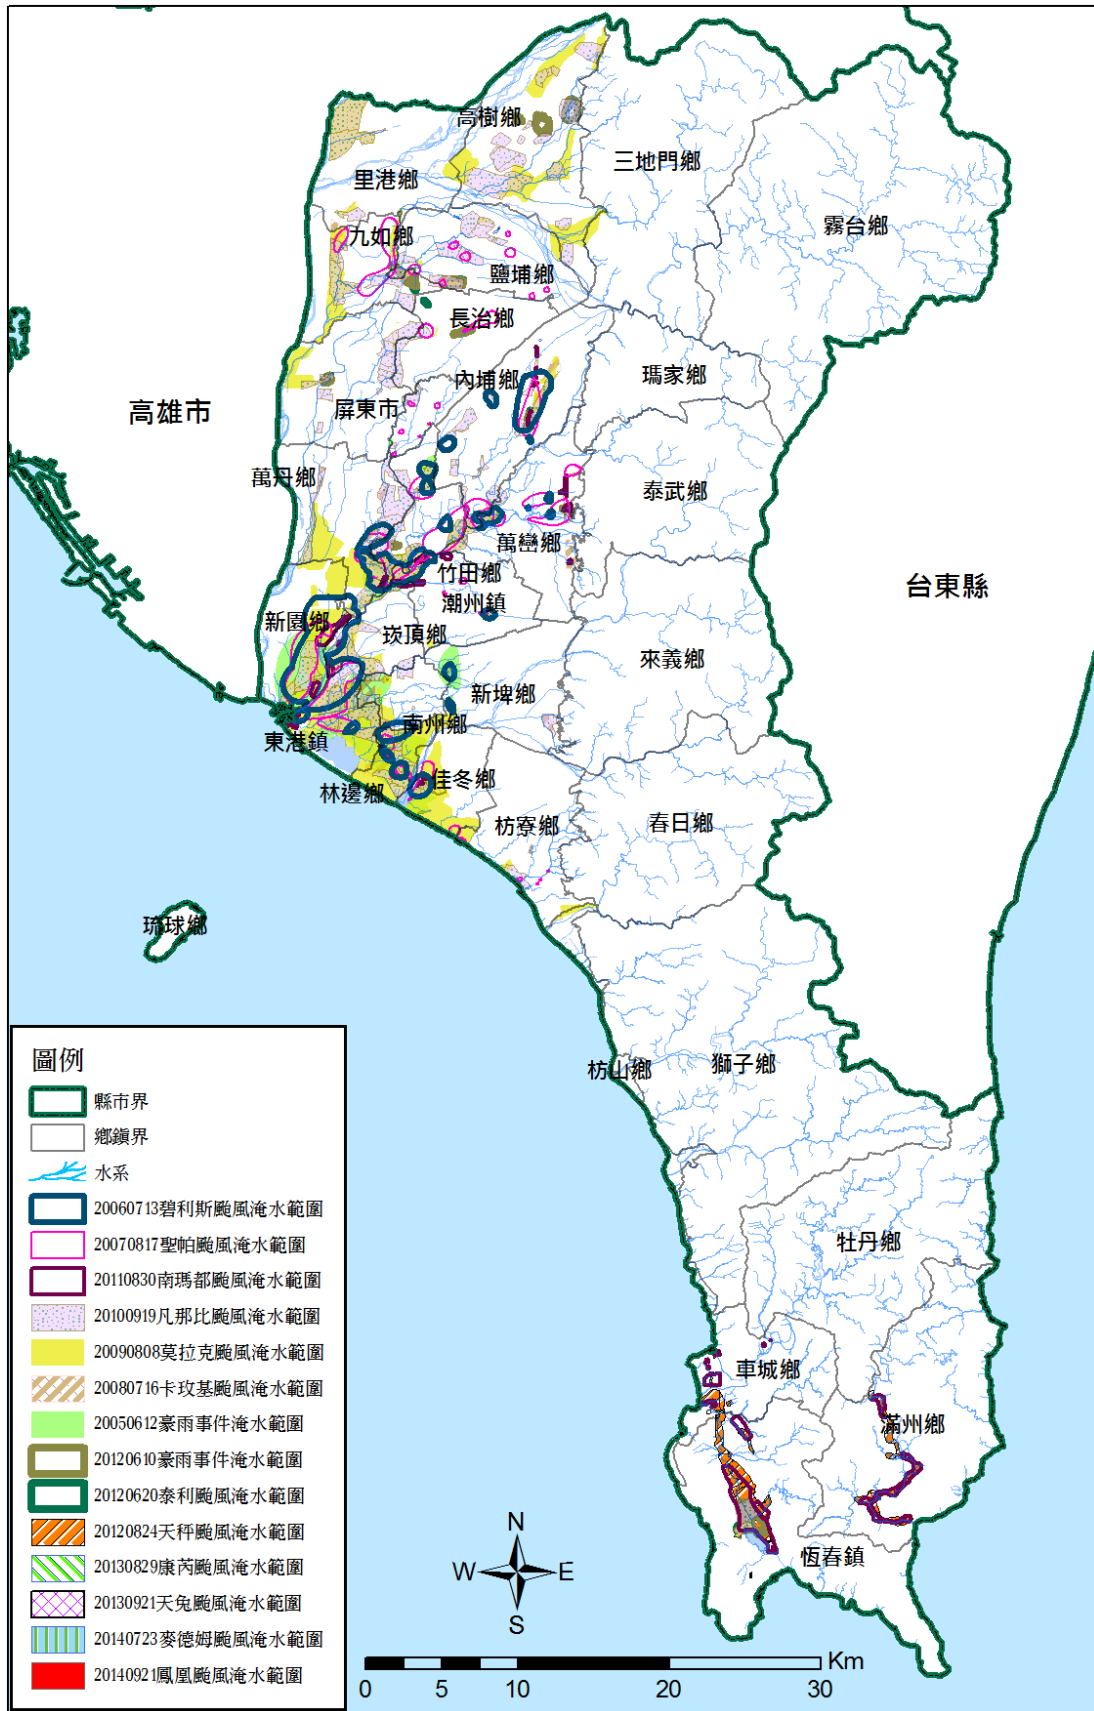 高樹鄉
三地門鄉
里港鄉
霧台鄉
九如鄉
鹽埔鄉
長治鄉
瑪家鄉
內埔鄉
高雄市
屏東市
萬丹鄉
泰武鄉
萬巒鄉
竹田鄉
台東縣
潮州鎮
新園鄉
崁頂鄉
來義鄉
新埤鄉
東港鎮
南州鄉
林邊鄉
佳冬鄉
枋寮鄉
春日鄉
琉球鄉
枋山鄉
獅子鄉
牡丹鄉
車城鄉
滿州鄉
恆春鎮
圖例
縣市界
鄉鎮界
水系
20060713碧利斯颱風淹水範圍
20070817聖帕颱風淹水範圍
20110830南瑪都颱風淹水範圍
20100919凡那比颱風淹水範圍
20090808莫拉克颱風淹水範圍
20080716卡玫基颱風淹水範圍
20050612豪雨事件淹水範圍
20120610豪雨事件淹水範圍
20120620泰利颱風淹水範圍
20120824天秤颱風淹水範圍
20130829康芮颱風淹水範圍
20130921天兔颱風淹水範圍
20140723麥德姆颱風淹水範圍
20140921鳳凰颱風淹水範圍
N
W E
S
Km
0 5 10 20 30